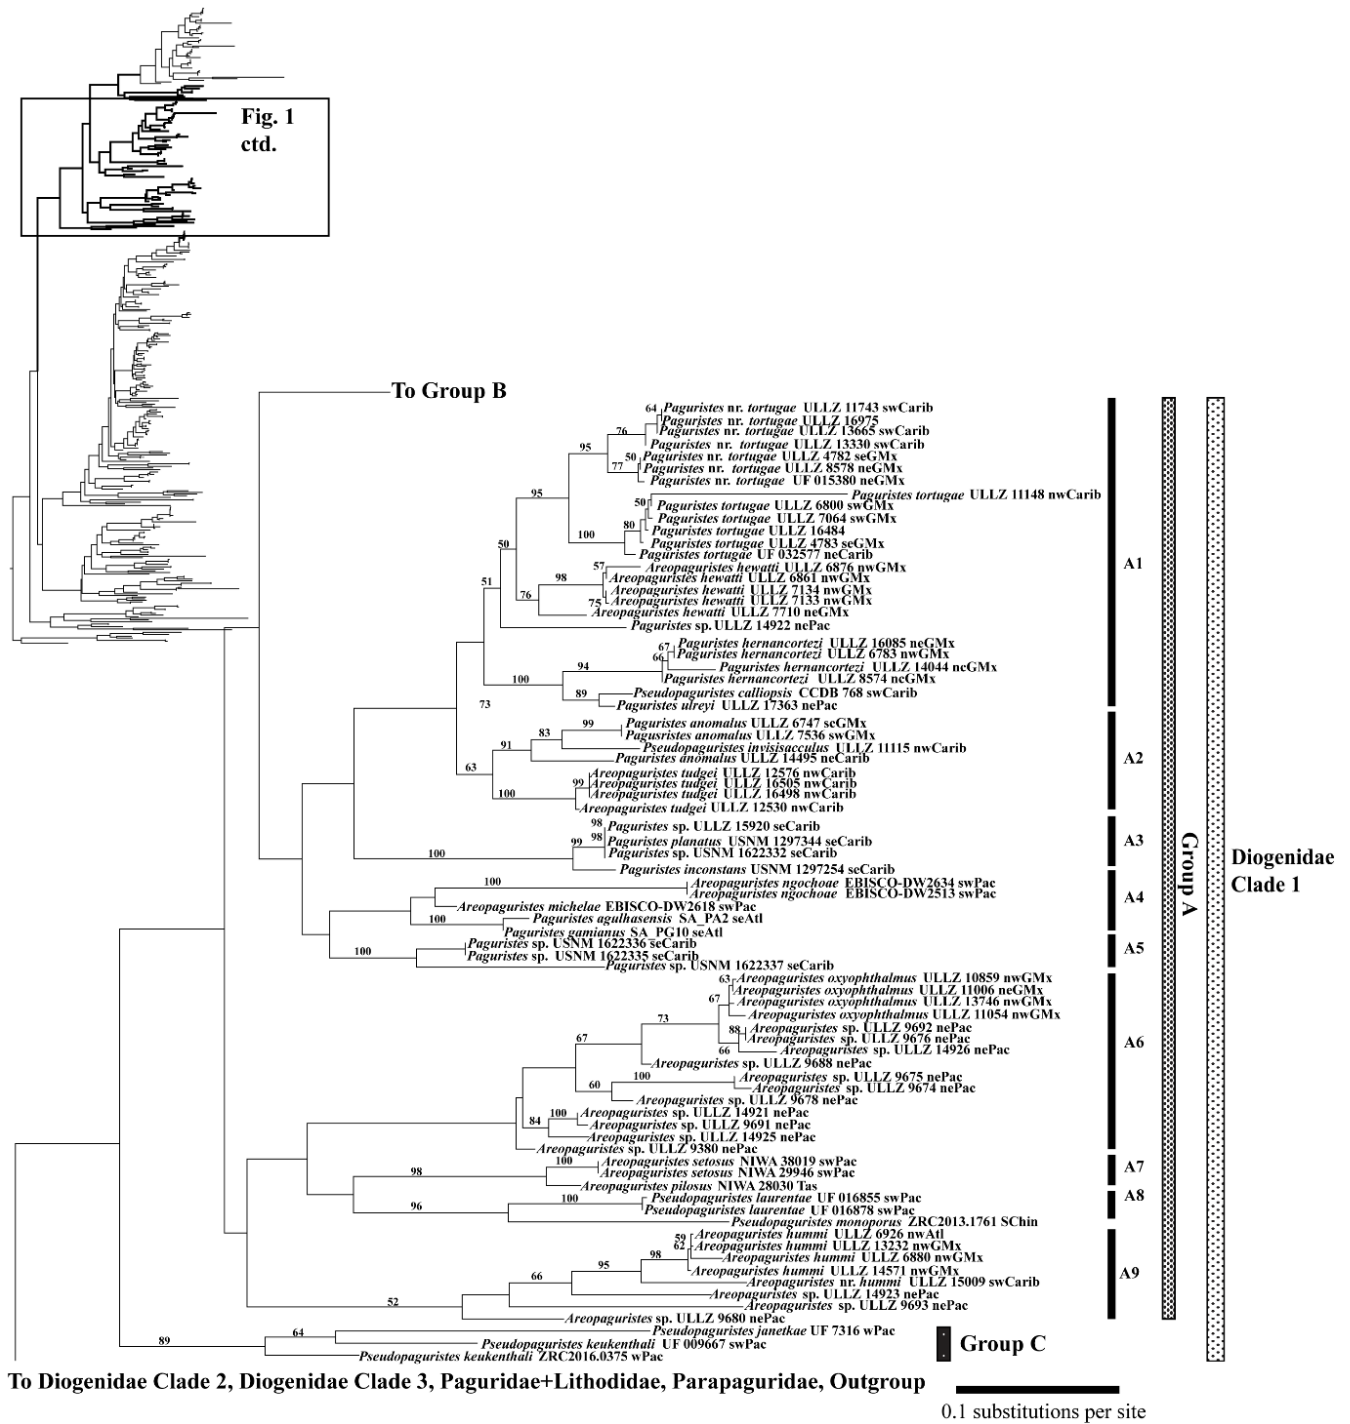 Fig. 1
ctd.
To Group B
64 Paguristes nr. tortugae ULLZ 11743 swCarib
Paguristes nr. tortugae ULLZ 16975
76 Paguristes nr. tortugae ULLZ 13665 swCarib
Paguristes nr. tortugae ULLZ 13330 swCarib
95 50 Paguristes nr. tortugae ULLZ 4782 seGMx
77 Paguristes nr. tortugae ULLZ 8578 neGMx
Paguristes nr. tortugae UF 015380 neGMx
95 Paguristes tortugae ULLZ 11148 nwCarib
50 Paguristes tortugae ULLZ 6800 swGMx
Paguristes tortugae ULLZ 7064 swGMx
80 Paguristes tortugae ULLZ 16484
100 Paguristes tortugae ULLZ 4783 seGMx
50 Paguristes tortugae UF 032577 neCarib
57 Areopaguristes hewatti ULLZ 6876 nwGMx
98 Areopaguristes hewatti ULLZ 6861 nwGMx
51 Areopaguristes hewatti ULLZ 7134 nwGMx
76 75 Areopaguristes hewatti ULLZ 7133 nwGMx
Areopaguristes hewatti ULLZ 7710 neGMx
Paguristes sp. ULLZ 14922 nePac
A1
67 Paguristes hernancortezi ULLZ 16085 neGMx
66 Paguristes hernancortezi ULLZ 6783 nwGMx
94 Paguristes hernancortezi ULLZ 14044 ncGMx
100 Paguristes hernancortezi ULLZ 8574 ncGMx
89 Pseudopaguristes calliopsis CCDB 768 swCarib
73 Paguristes ulreyi ULLZ 17363 nePac
99 Paguristes anomalus ULLZ 6747 scGMx
83 Pagusristes anomalus ULLZ 7536 swGMx
91 Pseudopaguristes invisisacculus ULLZ 11115 nwCarib
Paguristes anomalus ULLZ 14495 neCarib
A2
63 Areopaguristes tudgei ULLZ 12576 nwCarib
99 Areopaguristes tudgei ULLZ 16505 nwCarib
100 Areopaguristes tudgei ULLZ 16498 nwCarib
Areopaguristes tudgei ULLZ 12530 nwCarib
98 Paguristes sp. ULLZ 15920 seCarib
98 Paguristes planatus USNM 1297344 seCarib
A3
100 99 Paguristes sp. USNM 1622332 seCarib
Paguristes inconstans USNM 1297254 seCarib
100 Areopaguristes ngochoae EBISCO-DW2634 swPac
Areopaguristes ngochoae EBISCO-DW2513 swPac
A4
Areopaguristes michelae EBISCO-DW2618 swPac
100 Paguristes agulhasensis SA_PA2 seAtl
Paguristes gamianus SA_PG10 seAtl
Paguristes sp. USNM 1622336 seCarib
A5
100 Paguristes sp. USNM 1622335 seCarib
Paguristes sp. USNM 1622337 seCarib
63 Areopaguristes oxyophthalmus ULLZ 10859 nwGMx
Areopaguristes oxyophthalmus ULLZ 11006 neGMx
67 Areopaguristes oxyophthalmus ULLZ 13746 nwGMx
73 Areopaguristes oxyophthalmus ULLZ 11054 nwGMx
88 Areopaguristes sp. ULLZ 9692 nePac
67 Areopaguristes sp. ULLZ 9676 nePac
A6
66 Areopaguristes sp. ULLZ 14926 nePac
Areopaguristes sp. ULLZ 9688 nePac
100 Areopaguristes sp. ULLZ 9675 nePac
60 Areopaguristes sp. ULLZ 9674 nePac
Areopaguristes sp. ULLZ 9678 nePac
100 Areopaguristes sp. ULLZ 14921 nePac
84 Areopaguristes sp. ULLZ 9691 nePac
Areopaguristes sp. ULLZ 14925 nePac
Areopaguristes sp. ULLZ 9380 nePac
100 Areopaguristes setosus NIWA 38019 swPac
98 Areopaguristes setosus NIWA 29946 swPac
A7
Areopaguristes pilosus NIWA 28030 Tas
100 Pseudopaguristes laurentae UF 016855 swPac
A8
96 Pseudopaguristes laurentae UF 016878 swPac
Pseudopaguristes monoporus ZRC2013.1761 SChin
59 Areopaguristes hummi ULLZ 6926 nwAtl
62 Areopaguristes hummi ULLZ 13232 nwGMx
98 Areopaguristes hummi ULLZ 6880 nwGMx
95 Areopaguristes hummi ULLZ 14571 nwGMx
A9
66 Areopaguristes nr. hummi ULLZ 15009 swCarib
Areopaguristes sp. ULLZ 14923 nePac
52 Areopaguristes sp. ULLZ 9693 nePac
Areopaguristes sp. ULLZ 9680 nePac
Group A
Diogenidae
Clade 1
64 Pseudopaguristes janetkae UF 7316 wPac
89 Pseudopaguristes keukenthali UF 009667 swPac
Pseudopaguristes keukenthali ZRC2016.0375 wPac
Group C
To Diogenidae Clade 2, Diogenidae Clade 3, Paguridae+Lithodidae, Parapaguridae, Outgroup
0.1 substitutions per site